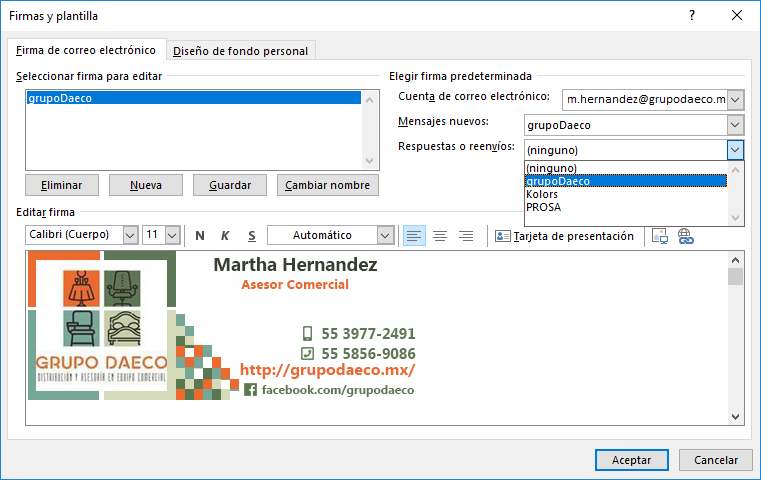 Firmas y plantilla
?
Firma de correo electrónico
Diseño de fondo personal
Seleccionar firma para editar
grupoDaeco
Eliminar
Nueva
Guardar
Cambiar nombre
Elegir firma predeterminada
Cuenta de correo electrónico:
m.hernandez@grupodaeco.m
Mensajes nuevos:
grupoDaeco
Respuestas o reenvíos:
(ninguno)
(ninguno)
grupoDaeco
Kolors
PROSA
Editar firma
Calibri (Cuerpo)
11
N
K
S
Automático
Tarjeta de presentación
GRUPO DAECO
DISTRIBUCION Y ASESORÍA EN EQUIPO COMERCIAL
Martha Hernandez
Asesor Comercial
55 3977-2491
55 5856-9086
http://grupodaeco.mx/
facebook.com/grupodaeco
Aceptar
Cancelar